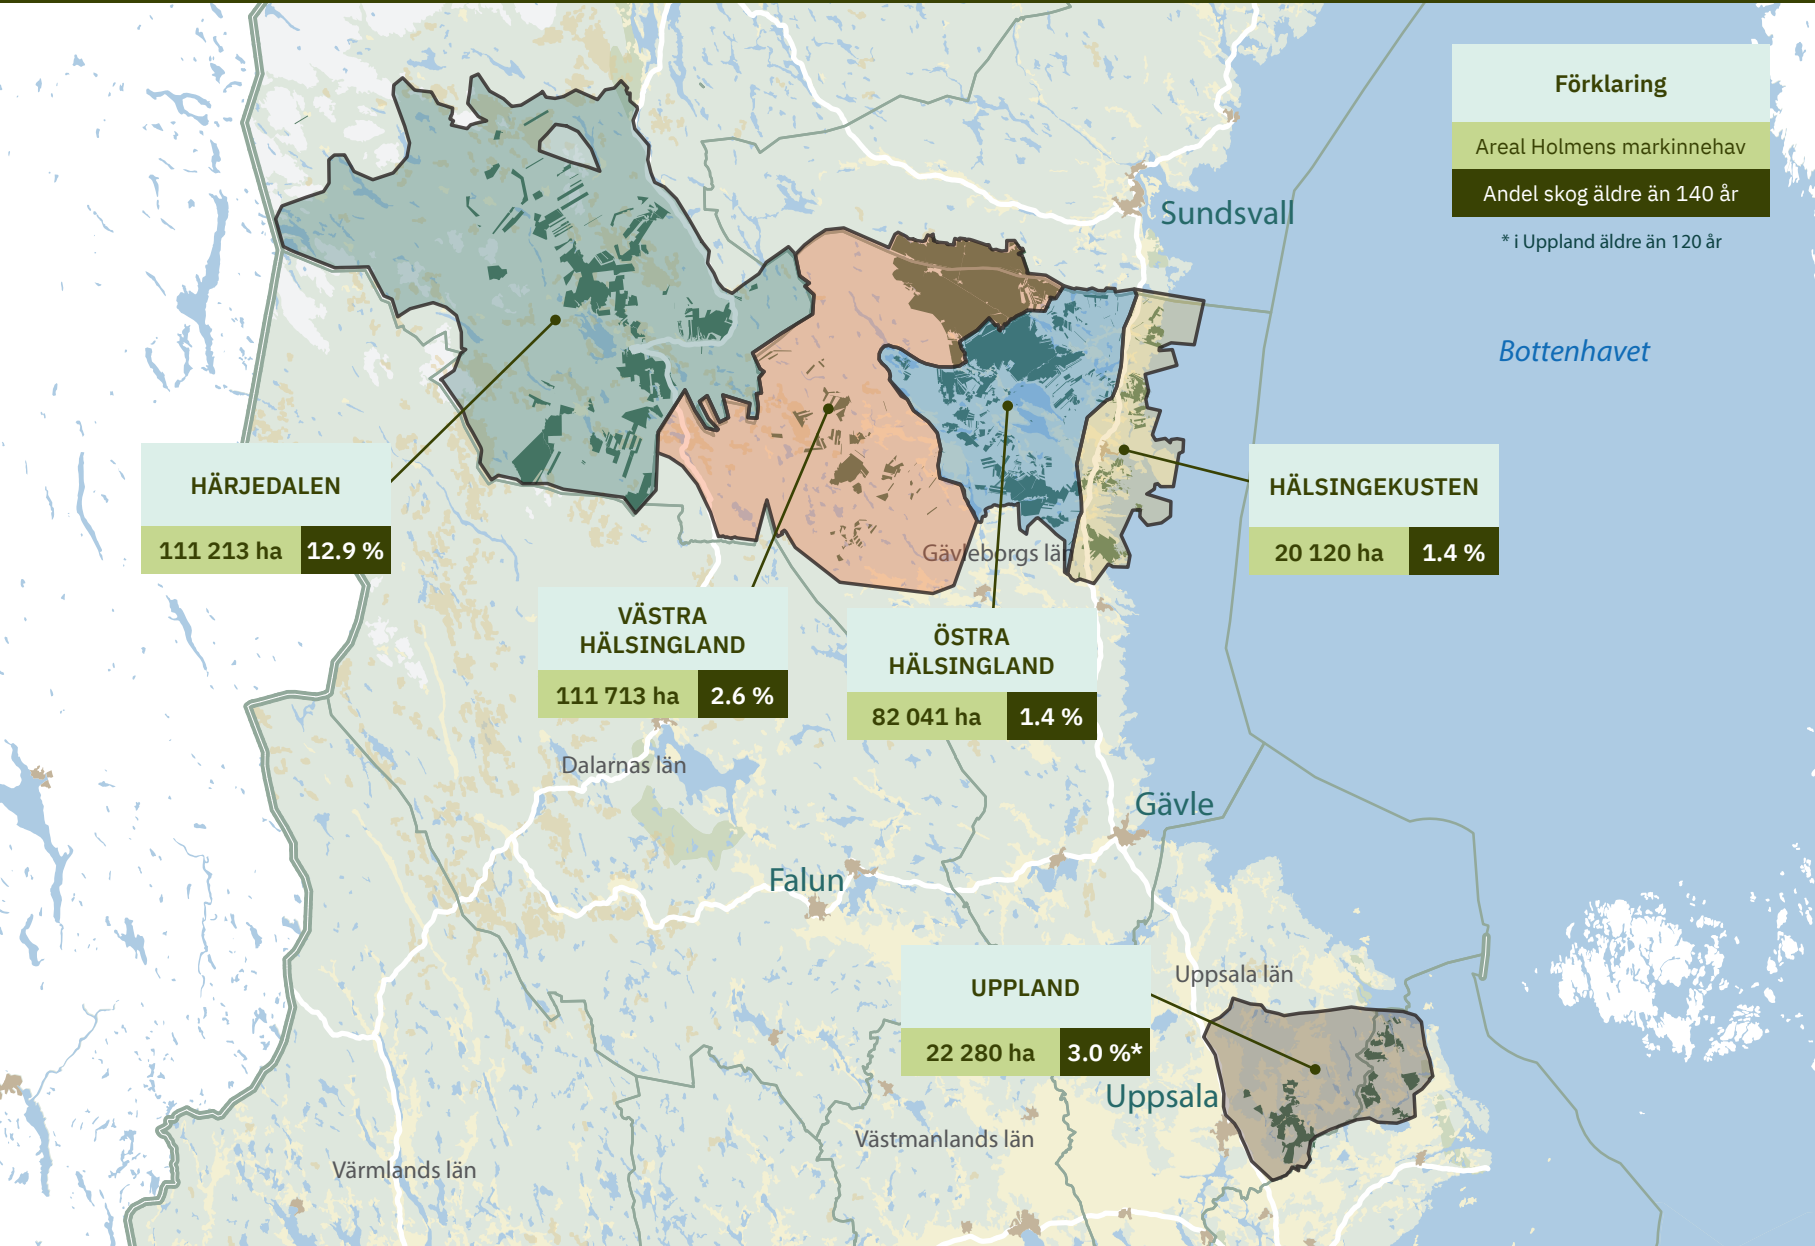 Förklaring
Areal Holmens markinnehav
Andel skog äldre än 140 år
* i Uppland äldre än 120 år
Sundsvall
Bottenhavet
HÄRJEDALEN
111 213 ha 12.9 %
HÄLSINGEKUSTEN
20 120 ha 1.4 %
Gävleborgs län
VÄSTRA
HÄLSINGLAND
111 713 ha 2.6 %
ÖSTRA
HÄLSINGLAND
82 041 ha 1.4 %
Dalarnas län
Gävle
Falun
Uppsala län
UPPLAND
22 280 ha 3.0 %*
Uppsala
Västmanlands län
Värmlands län